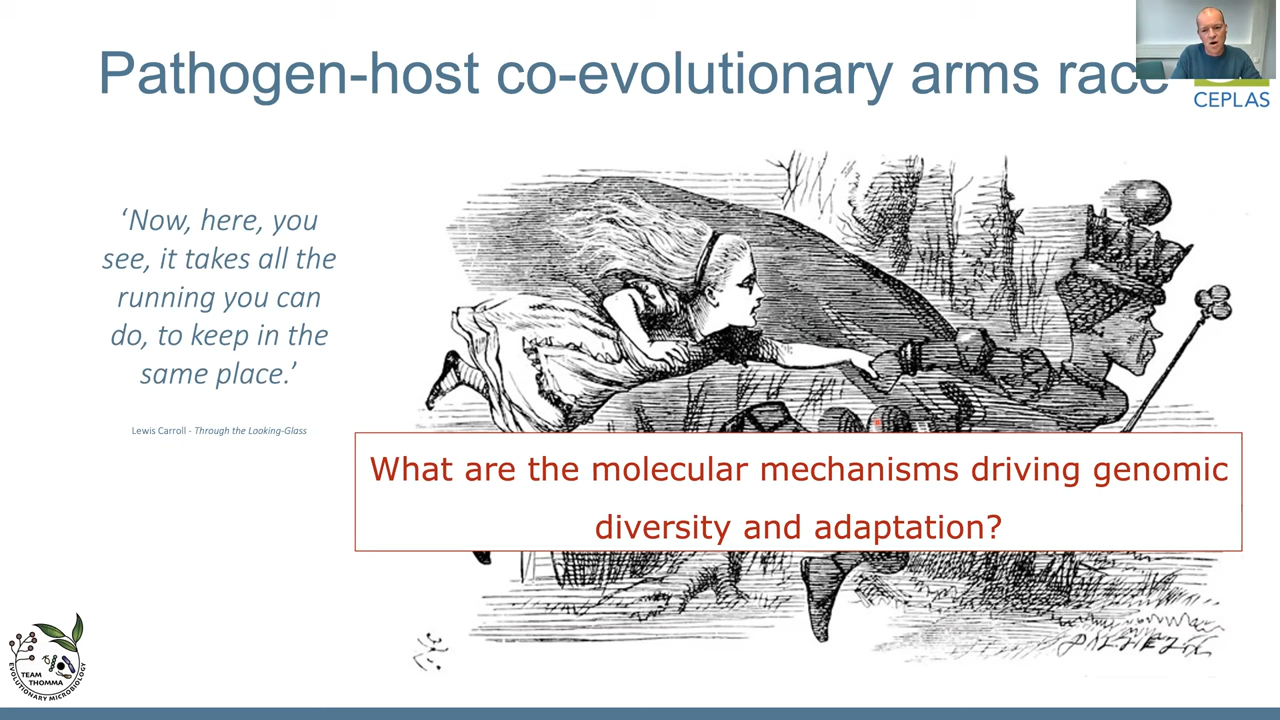 Pathogen-host co-evolutionary arms race
CEPLAS
‘Now, here, you
see, it takes all the
running you can
do, to keep in the
same place.’
Lewis Carroll - Through the Looking-Glass
What are the molecular mechanisms driving genomic
diversity and adaptation?
TEAM
THOMMA
EVOLUTIONARY MICROBIOLOGY